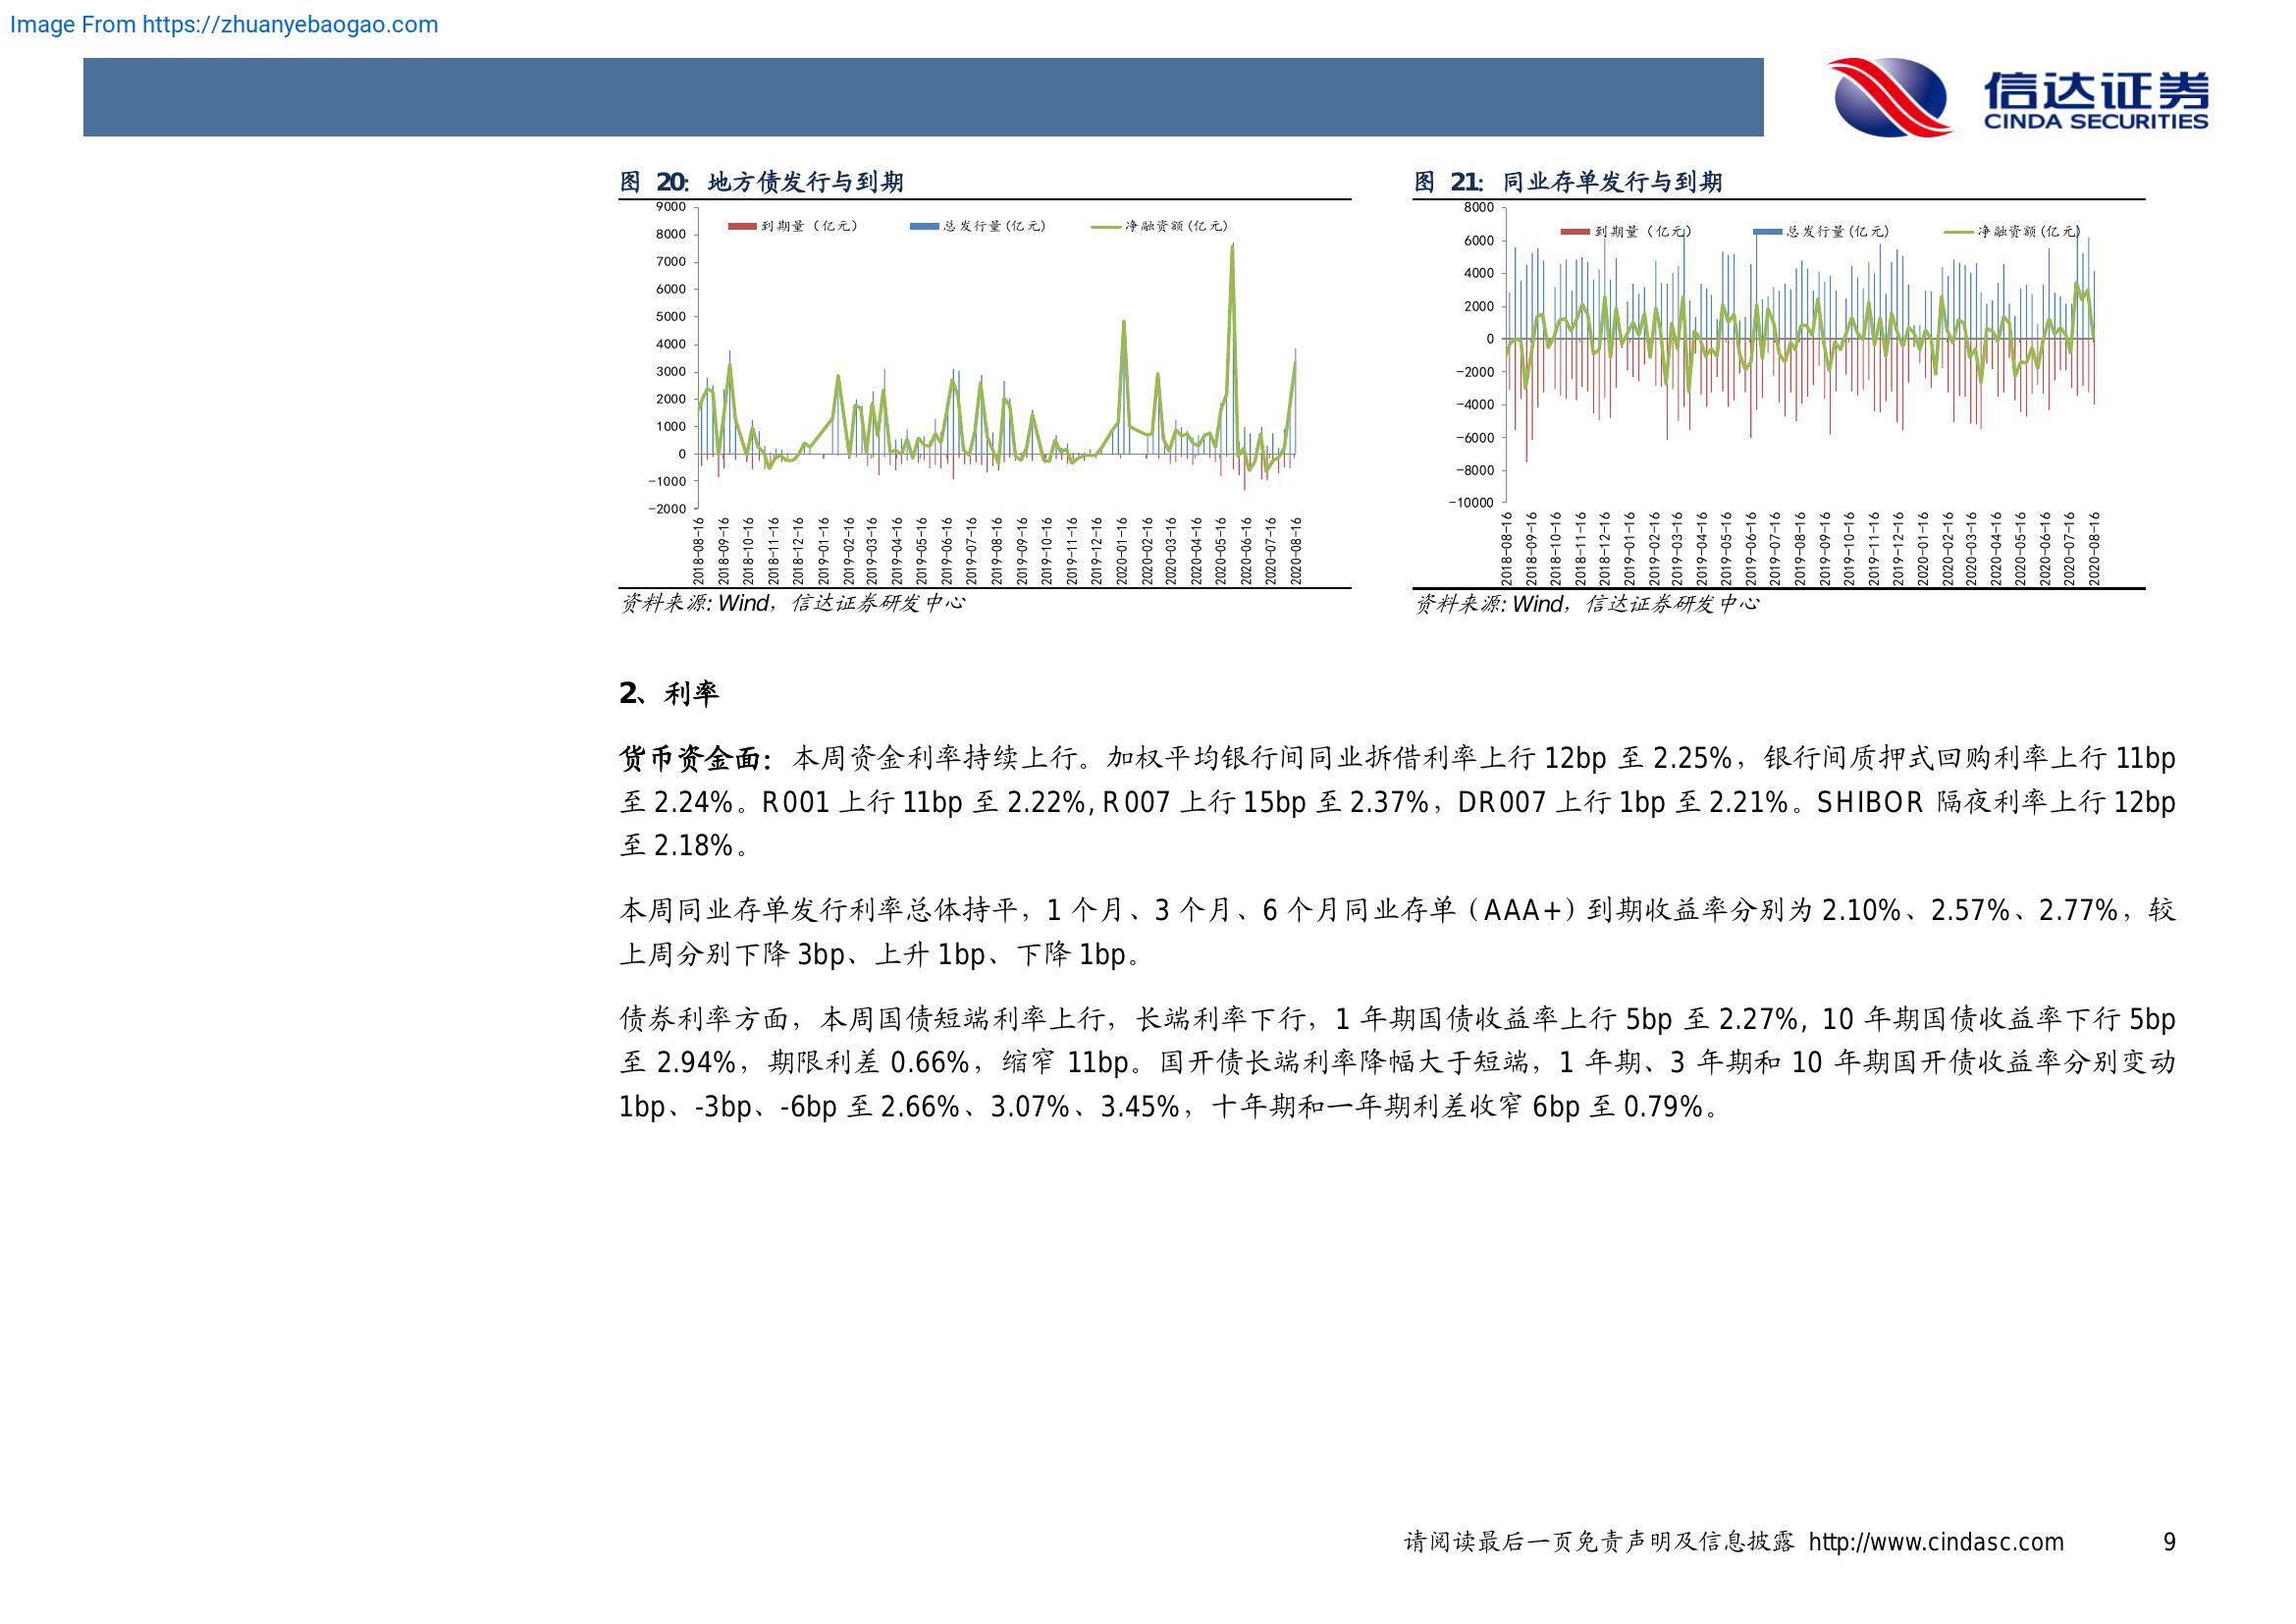 Image From https://zhuanyebaogao.com
信达证券
CINDA SECURITIES
图 20: 地方债发行与到期
9000
8000
7000
6000
5000
4000
3000
2000
1000
0
−1000
−2000
到期量（亿元） 总发行量(亿元) 净融资额(亿元)
2018-08-16 2018-09-16 2018-10-16 2018-11-16 2018-12-16 2019-01-16 2019-02-16 2019-03-16 2019-04-16 2019-05-16 2019-06-16 2019-07-16 2019-08-16 2019-09-16 2019-10-16 2019-11-16 2019-12-16 2020-01-16 2020-02-16 2020-03-16 2020-04-16 2020-05-16 2020-06-16 2020-07-16 2020-08-16
资料来源: Wind，信达证券研发中心
图 21: 同业存单发行与到期
8000
6000
4000
2000
0
−2000
−4000
−6000
−8000
−10000
到期量（亿元） 总发行量(亿元) 净融资额(亿元)
2018-08-16 2018-09-16 2018-10-16 2018-11-16 2018-12-16 2019-01-16 2019-02-16 2019-03-16 2019-04-16 2019-05-16 2019-06-16 2019-07-16 2019-08-16 2019-09-16 2019-10-16 2019-11-16 2019-12-16 2020-01-16 2020-02-16 2020-03-16 2020-04-16 2020-05-16 2020-06-16 2020-07-16 2020-08-16
资料来源: Wind，信达证券研发中心
2、利率
货币资金面：本周资金利率持续上行。加权平均银行间同业拆借利率上行 12bp 至 2.25%，银行间质押式回购利率上行 11bp
至 2.24%。R001 上行 11bp 至 2.22%, R007 上行 15bp 至 2.37%，DR007 上行 1bp 至 2.21%。SHIBOR 隔夜利率上行 12bp
至 2.18%。
本周同业存单发行利率总体持平，1 个月、3 个月、6 个月同业存单（AAA+）到期收益率分别为 2.10%、2.57%、2.77%，较
上周分别下降 3bp、上升 1bp、下降 1bp。
债券利率方面，本周国债短端利率上行，长端利率下行，1 年期国债收益率上行 5bp 至 2.27%, 10 年期国债收益率下行 5bp
至 2.94%，期限利差 0.66%，缩窄 11bp。国开债长端利率降幅大于短端，1 年期、3 年期和 10 年期国开债收益率分别变动
1bp、-3bp、-6bp 至 2.66%、3.07%、3.45%，十年期和一年期利差收窄 6bp 至 0.79%。
请阅读最后一页免责声明及信息披露 http://www.cindasc.com 9